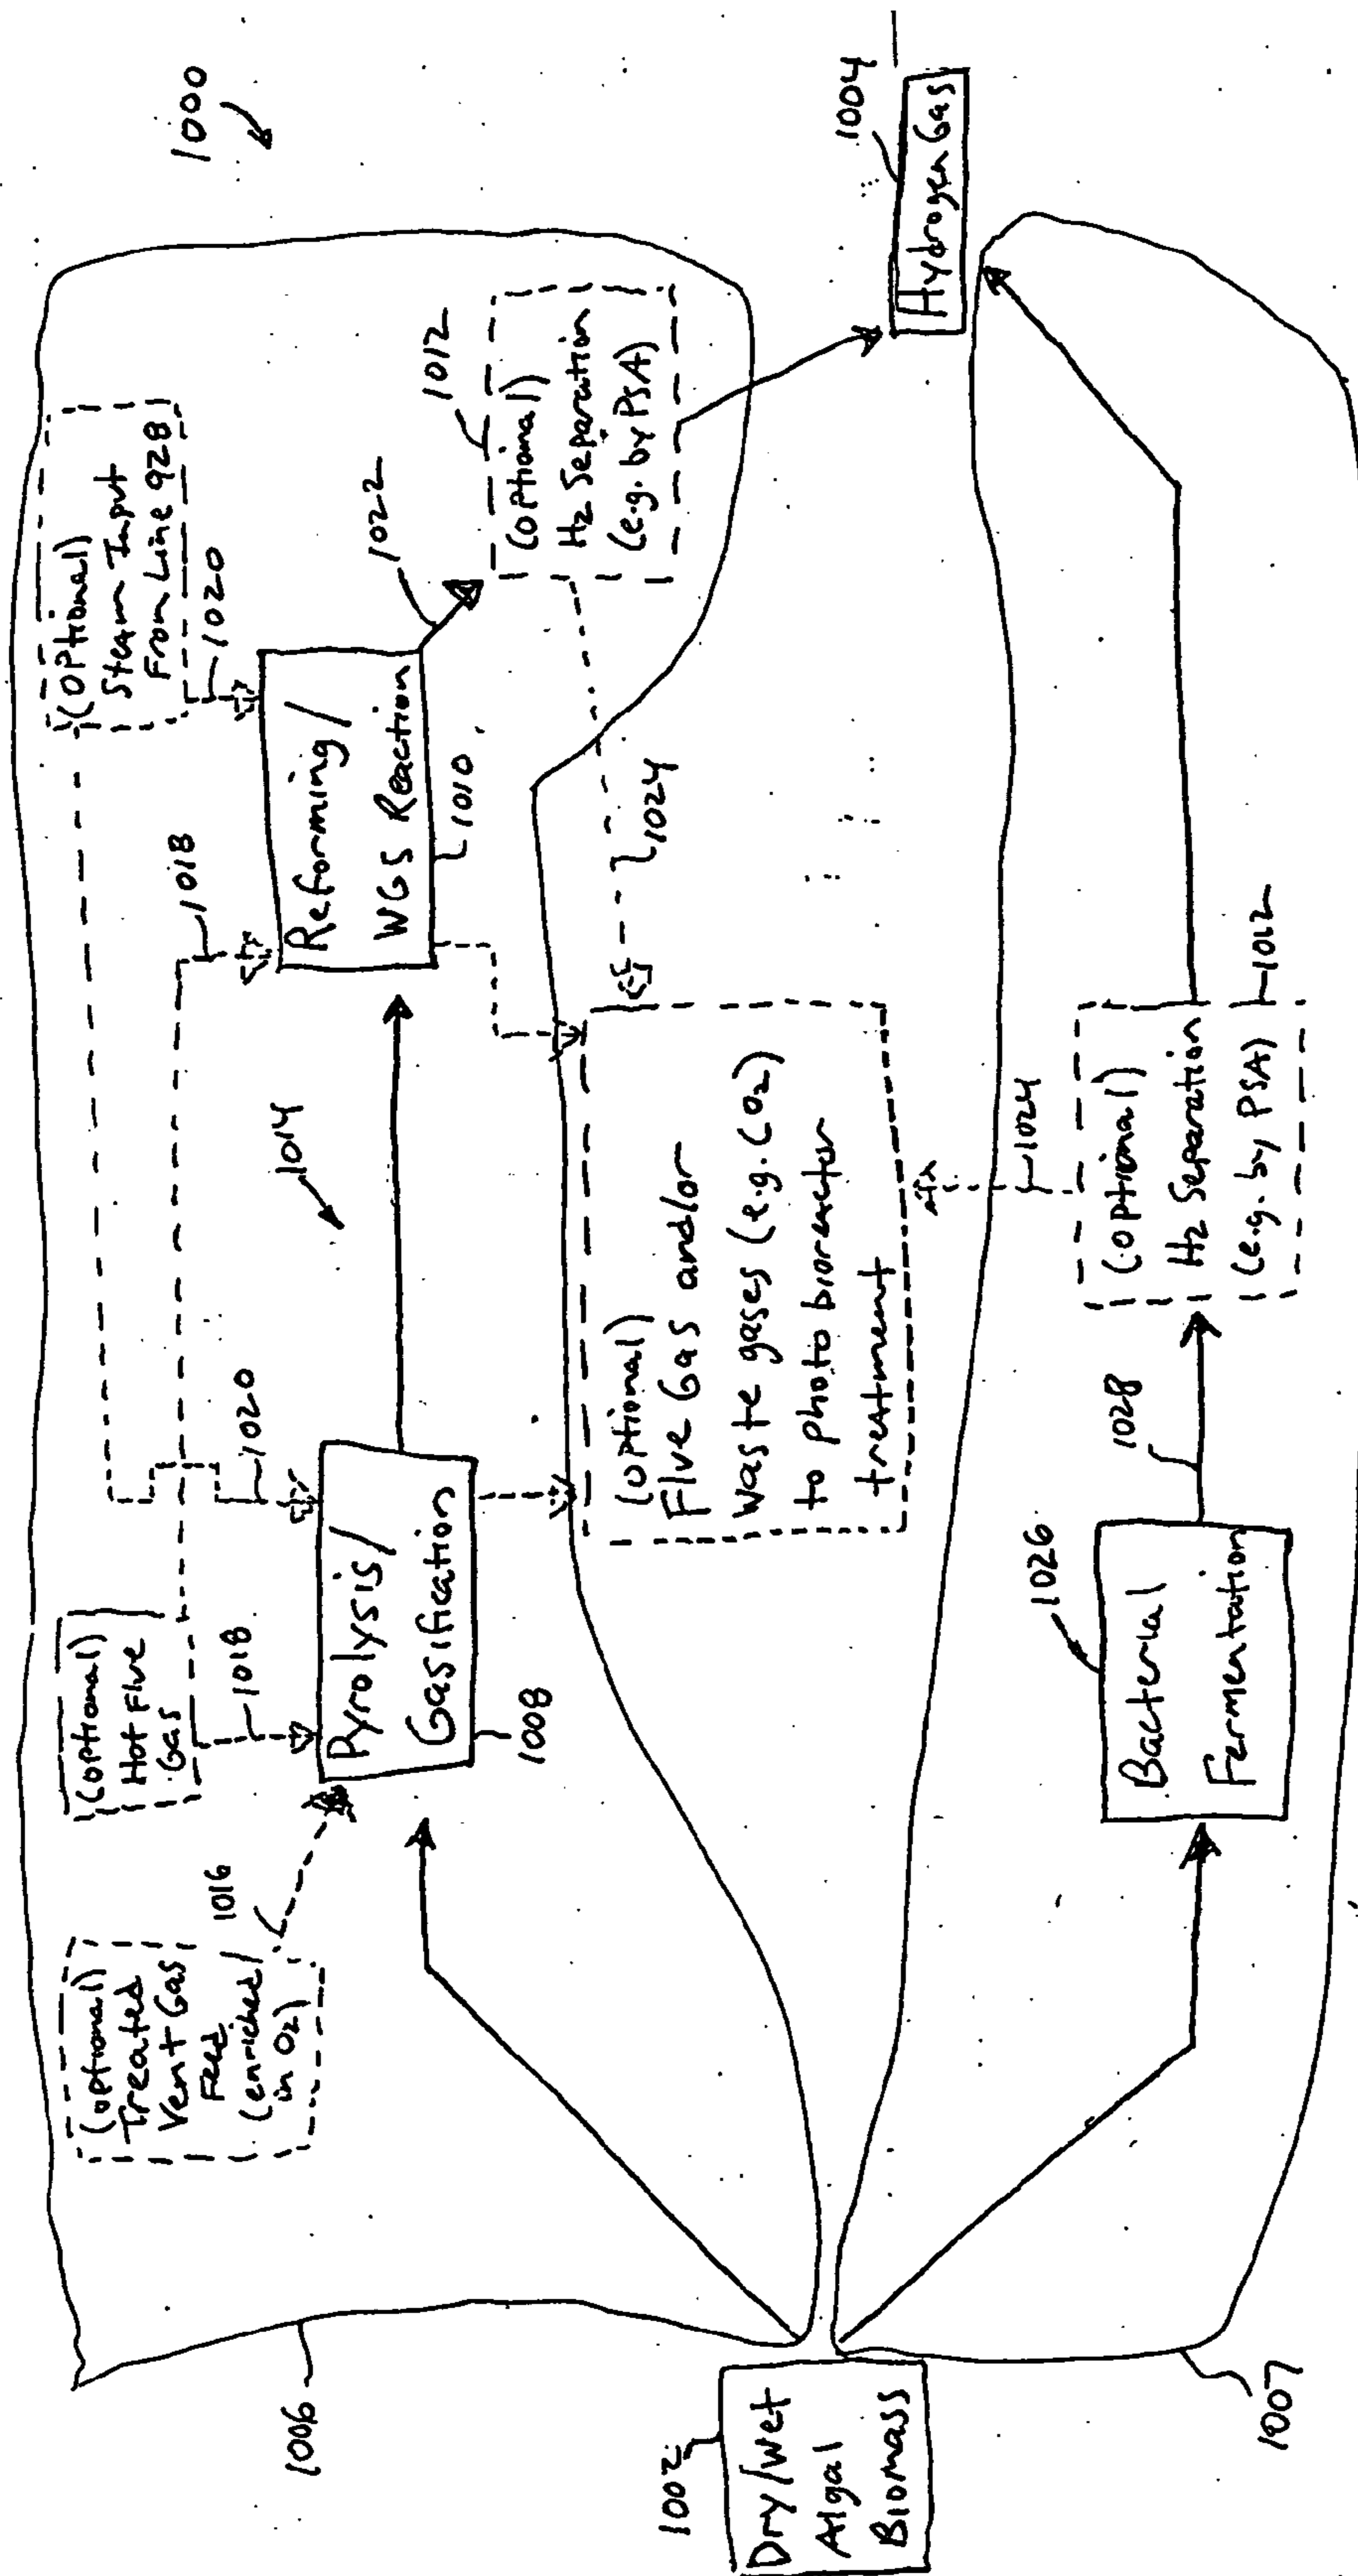 1000
(optional)
Treated
Vent Gas
Feed
(enriched
in O2)
1016
(optional)
Hot Flue
Gas
1018
1020
(optional)
Steam Input
From Line 928
1020
1018
Pyrolysis/
Gasification
1008
1014
Reforming/
WGS Reaction
1010
1022
1012
(optional)
H2 Separation
(e.g. by PSA)
1024
1006
(optional)
Flue Gas and/or
Waste gases (e.g. CO2)
to photobioreactor
treatment
1004
Hydrogen Gas
1002
Dry/Wet
Algal
Biomass
1024
1026
Bacterial
Fermentation
1028
(optional)
H2 Separation
(e.g. by PSA)
1012
1007